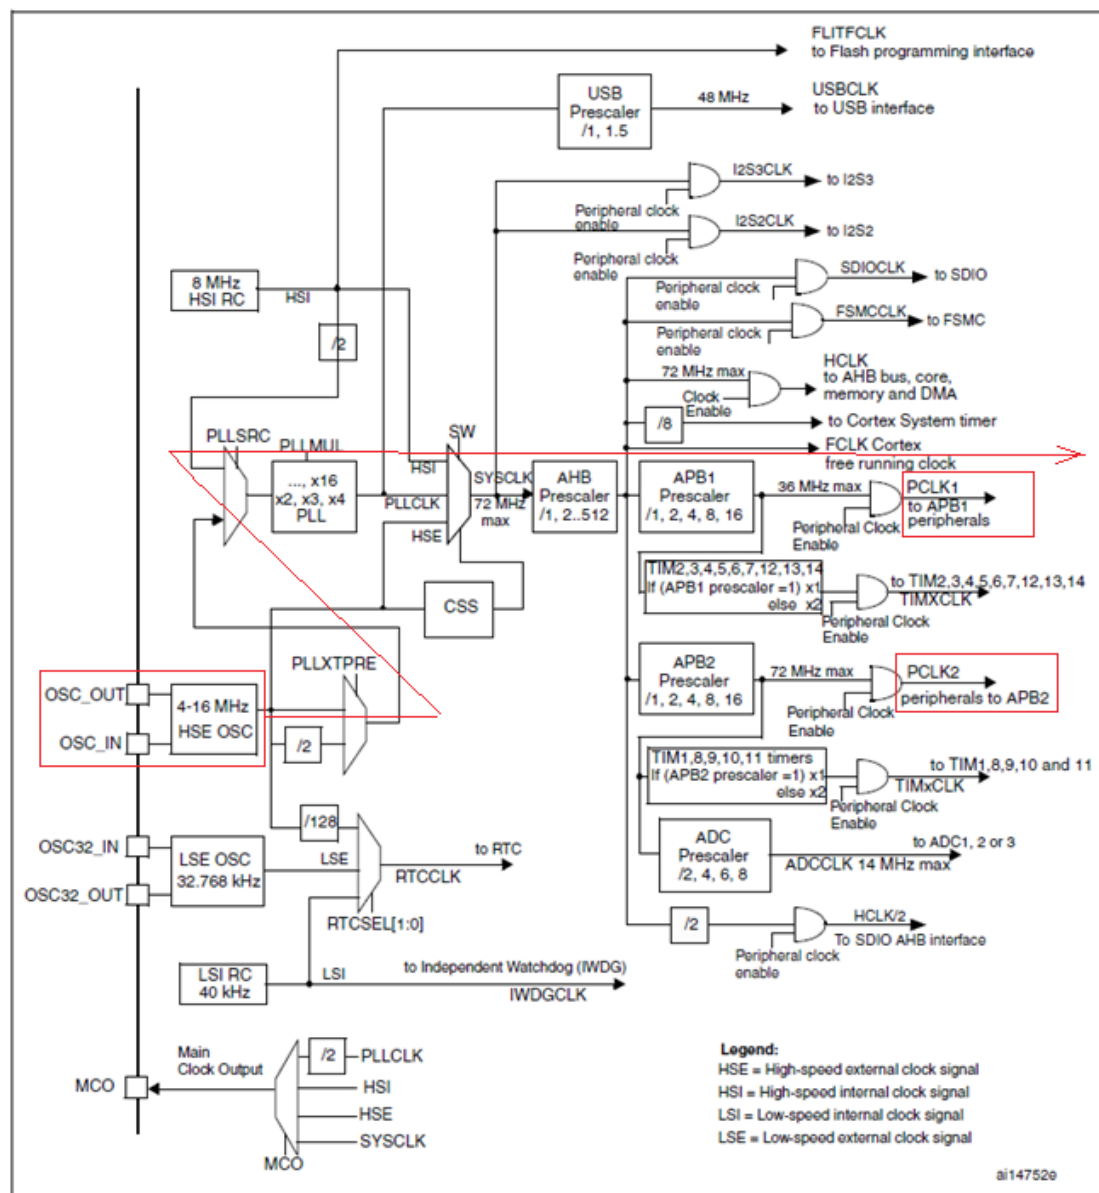 FLITFCLK
to Flash programming interface
USB
Prescaler
/1, 1.5
48 MHz
USBCLK
to USB interface
I2S3CLK
to I2S3
Peripheral clock
enable
I2S2CLK
to I2S2
Peripheral clock
enable
8 MHz
HSI RC
HSI
SDIOCLK
to SDIO
Peripheral clock
enable
FSMCCLK
to FSMC
Peripheral clock
enable
/2
HCLK
to AHB bus, core,
memory and DMA
72 MHz max
Clock
Enable
/8
to Cortex System timer
FCLK Cortex
free running clock
PLLSRC
PLLMUL
SW
..., x16
x2, x3, x4
PLL
HSI
PLLCLK
HSE
SYSCLK
72 MHz
max
AHB
Prescaler
/1, 2..512
APB1
Prescaler
/1, 2, 4, 8, 16
36 MHz max
PCLK1
to APB1
peripherals
Peripheral Clock
Enable
TIM2,3,4,5,6,7,12,13,14
If (APB1 prescaler =1) x1
else x2
to TIM2,3,4,5,6,7,12,13,14
TIMXCLK
Peripheral Clock
Enable
CSS
PLLXTPRE
OSC_OUT
OSC_IN
4-16 MHz
HSE OSC
/2
APB2
Prescaler
/1, 2, 4, 8, 16
72 MHz max
PCLK2
peripherals to APB2
Peripheral Clock
Enable
TIM1,8,9,10,11 timers
If (APB2 prescaler =1) x1
else x2
to TIM1,8,9,10 and 11
TIMxCLK
Peripheral Clock
Enable
/128
OSC32_IN
OSC32_OUT
LSE OSC
32.768 kHz
LSE
to RTC
RTCCLK
RTCSEL[1:0]
ADC
Prescaler
/2, 4, 6, 8
to ADC1, 2 or 3
ADCCLK 14 MHz max
/2
HCLK/2
To SDIO AHB interface
Peripheral clock
enable
LSI RC
40 kHz
LSI
to Independent Watchdog (IWDG)
IWDGCLK
Main
Clock Output
MCO
/2
PLLCLK
HSI
HSE
SYSCLK
MCO
Legend:
HSE = High-speed external clock signal
HSI = High-speed internal clock signal
LSI = Low-speed internal clock signal
LSE = Low-speed external clock signal
ai14752e